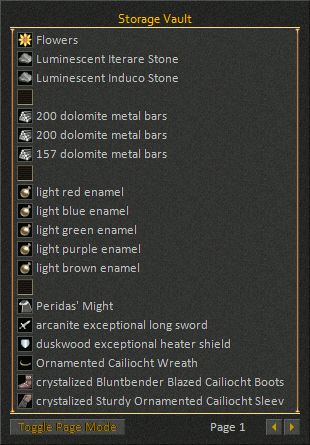 Storage Vault
Flowers
Luminescent Iterare Stone
Luminescent Induco Stone
200 dolomite metal bars
200 dolomite metal bars
157 dolomite metal bars
light red enamel
light blue enamel
light green enamel
light purple enamel
light brown enamel
Peridas' Might
arcanite exceptional long sword
duskwood exceptional heater shield
Ornamented Cailiocht Wreath
crystalized Bluntbender Blazed Cailiocht Boots
crystalized Sturdy Ornamented Cailiocht Sleev
Toggle Page Mode
Page 1